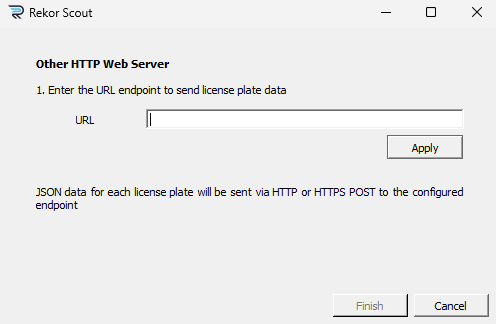 Rekor Scout
Other HTTP Web Server
1. Enter the URL endpoint to send license plate data
URL
Apply
JSON data for each license plate will be sent via HTTP or HTTPS POST to the configured
endpoint
Finish
Cancel